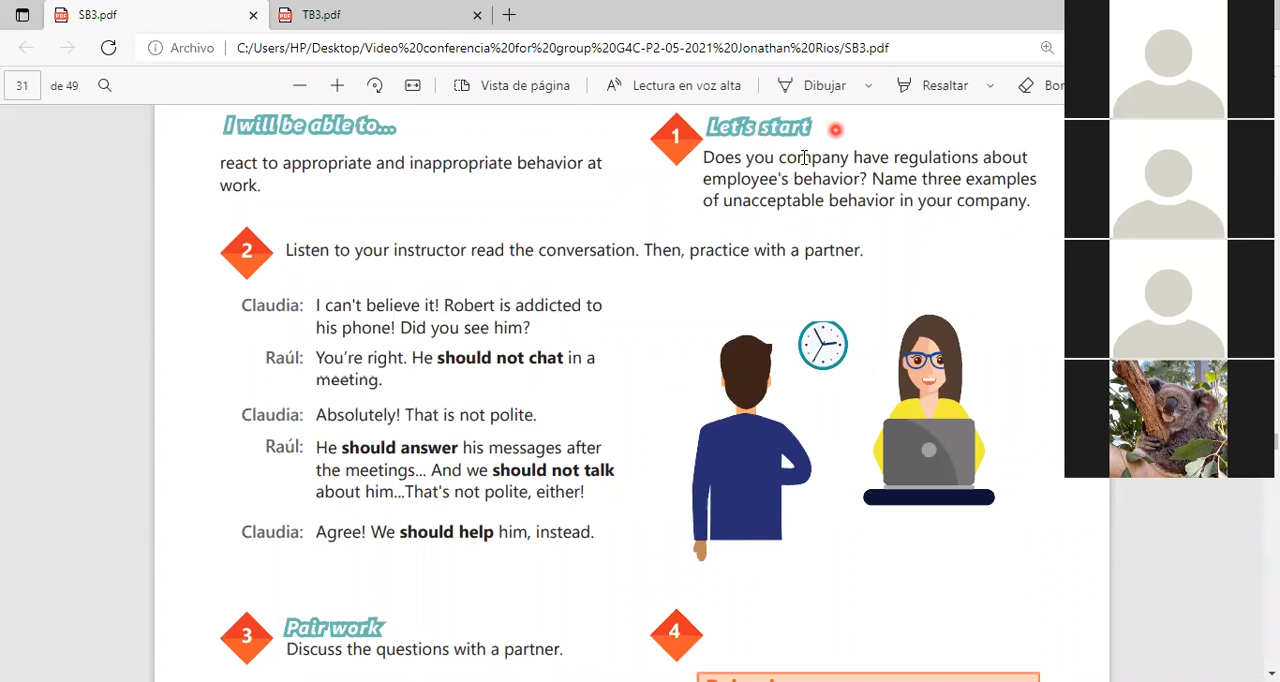 SB3.pdf
TB3.pdf
Archivo
C:/Users/HP/Desktop/Video%20conferencia%20for%20group%20G4C-P2-05-2021%20Jonathan%20Rios/SB3.pdf
31
de 49
Vista de página
Lectura en voz alta
Dibujar
Resaltar
Bor
I will be able to...
react to appropriate and inappropriate behavior at
work.
1
Let's start
Does you company have regulations about
employee's behavior? Name three examples
of unacceptable behavior in your company.
2
Listen to your instructor read the conversation. Then, practice with a partner.
Claudia: I can't believe it! Robert is addicted to
his phone! Did you see him?
Raúl: You're right. He should not chat in a
meeting.
Claudia: Absolutely! That is not polite.
Raúl: He should answer his messages after
the meetings... And we should not talk
about him...That's not polite, either!
Claudia: Agree! We should help him, instead.
3
Pair work
Discuss the questions with a partner.
4